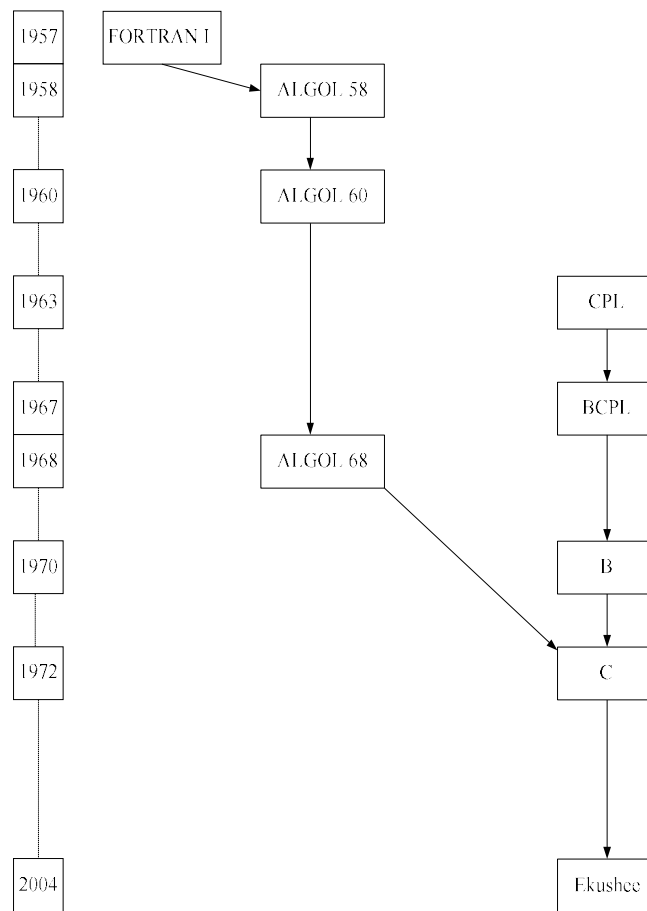 1957 FORTRAN I
1958 ALGOL 58
1960 ALGOL 60
1963 CPL
1967 BCPL
1968 ALGOL 68
1970 B
1972 C
2004 Ekushee